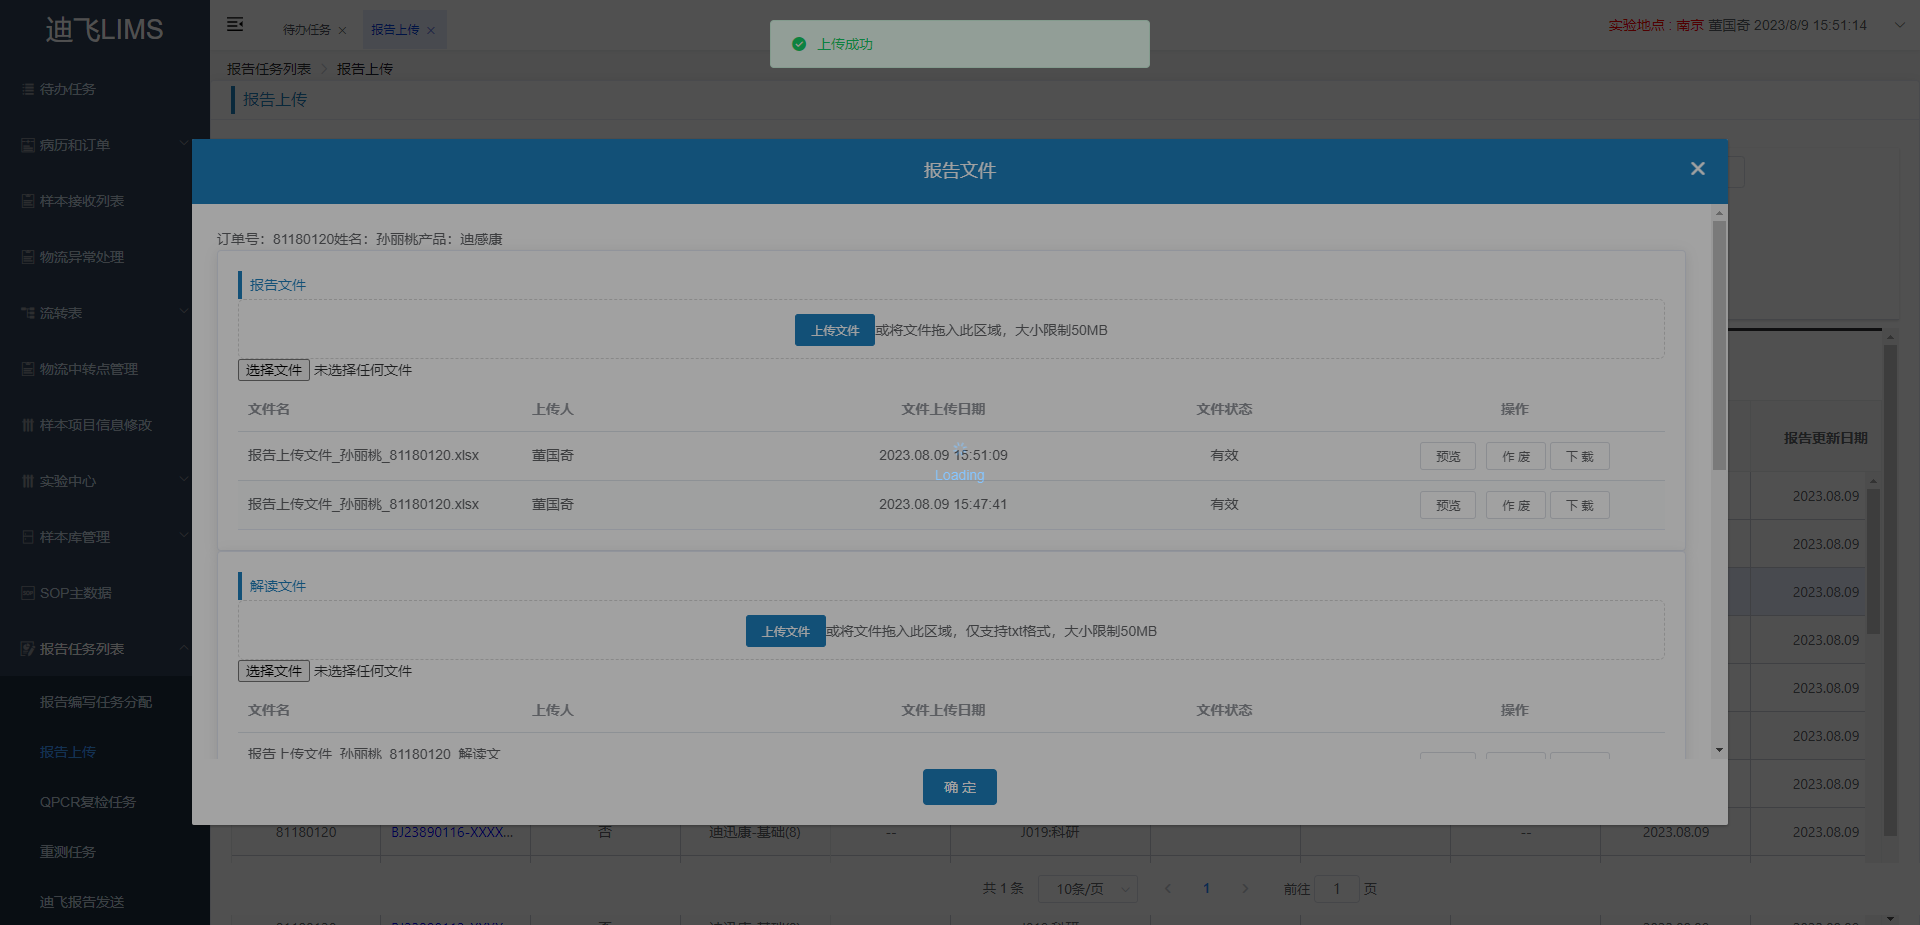 迪飞LIMS
待办任务
报告上传
上传成功
实验地点 : 南京 董国奇 2023/8/9 15:51:14
报告任务列表
报告上传
报告上传
待办任务
病历和订单
样本接收列表
物流异常处理
流转表
物流中转点管理
样本项目信息修改
实验中心
样本库管理
SOP主数据
报告任务列表
报告编写任务分配
报告上传
QPCR复检任务
重测任务
迪飞报告发送
报告文件
订单号：81180120姓名：孙丽桃产品：迪感康
报告文件
上传文件 或将文件拖入此区域，大小限制50MB
选择文件 未选择任何文件
文件名 上传人 文件上传日期 文件状态 操作
报告上传文件_孙丽桃_81180120.xlsx 董国奇 2023.08.09 15:51:09 有效 预览 作 废 下 载
Loading
报告上传文件_孙丽桃_81180120.xlsx 董国奇 2023.08.09 15:47:41 有效 预览 作 废 下 载
解读文件
上传文件 或将文件拖入此区域，仅支持txt格式，大小限制50MB
选择文件 未选择任何文件
文件名 上传人 文件上传日期 文件状态 操作
报告上传文件_孙丽桃_81180120_解读文
确 定
报告更新日期
2023.08.09
2023.08.09
2023.08.09
2023.08.09
2023.08.09
2023.08.09
2023.08.09
81180120 BJ23890116-XXXX... 否 迪迅康-基础(8) -- J019:科研 -- 2023.08.09 2023.08.09
共 1 条 10条/页 1 前往 1 页